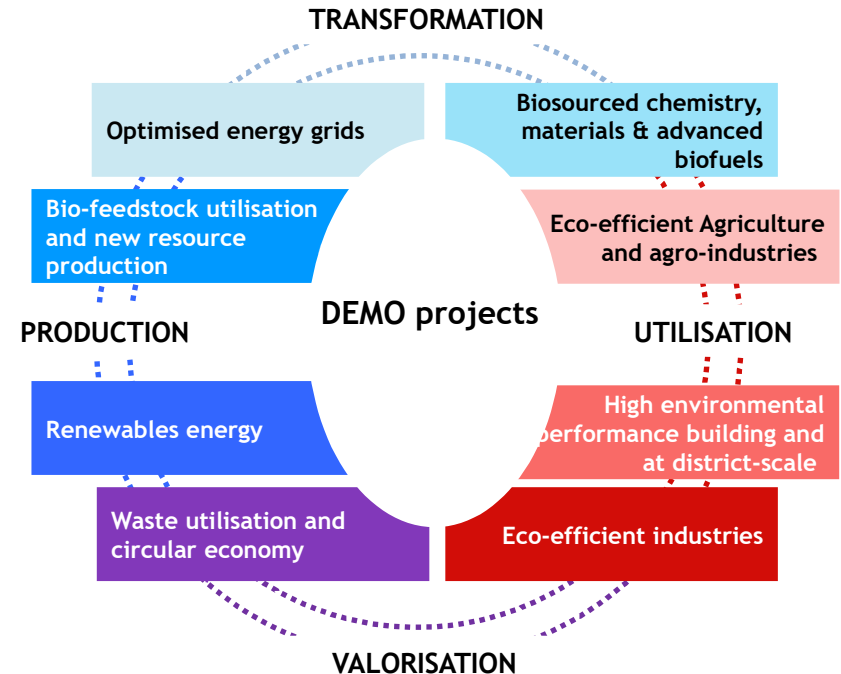 TRANSFORMATION
Optimised energy grids
Biosourced chemistry,
materials & advanced
biofuels
Bio-feedstock utilisation
and new resource
production
Eco-efficient Agriculture
and agro-industries
DEMO projects
PRODUCTION
UTILISATION
Renewables energy
High environmental
performance building and
at district-scale
Waste utilisation and
circular economy
Eco-efficient industries
VALORISATION